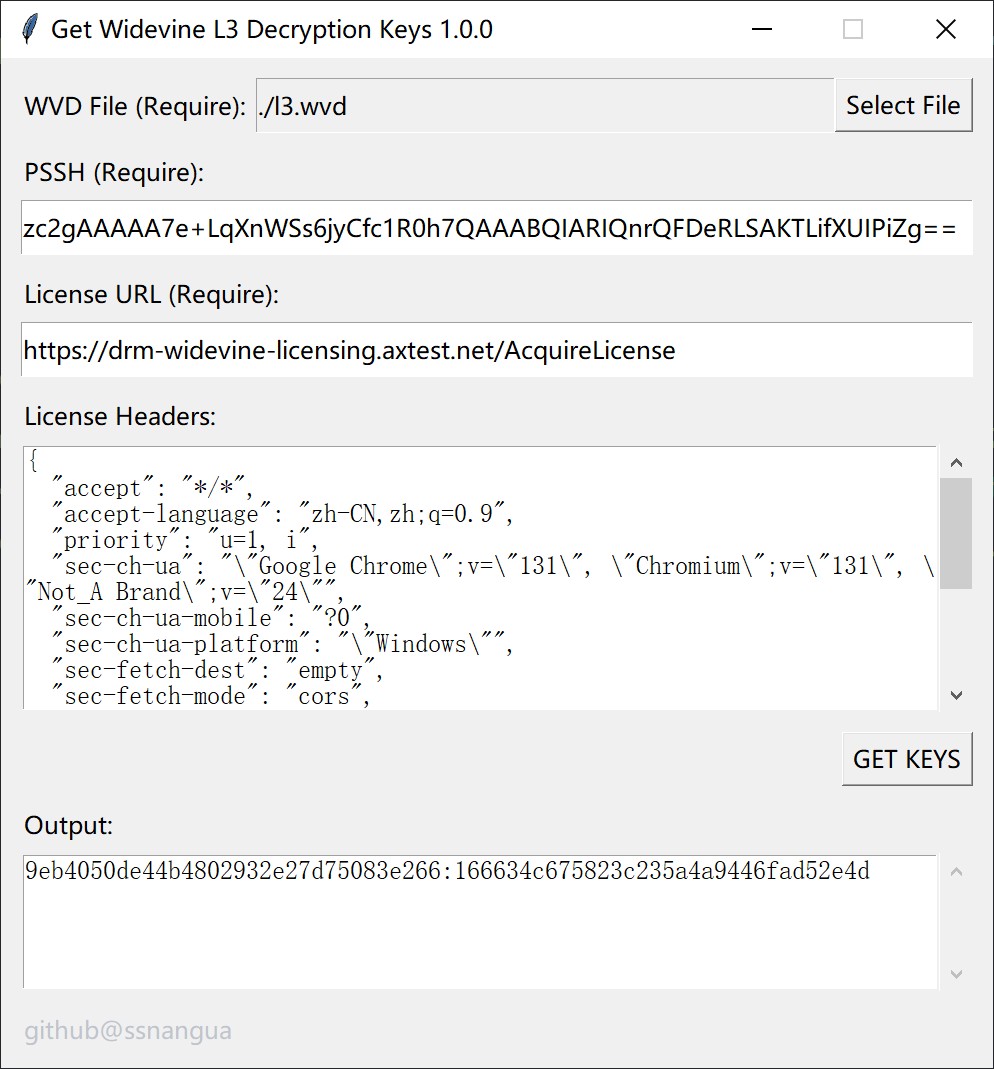 Get Widevine L3 Decryption Keys 1.0.0
WVD File (Require): ./l3.wvd Select File
PSSH (Require):
zc2gAAAAA7e+LqXnWSs6jyCfc1R0h7QAAABQIARIQnrQFDeRLSAKTLifXUIPiZg==
License URL (Require):
https://drm-widevine-licensing.axtest.net/AcquireLicense
License Headers:
{
"accept": "*/*",
"accept-language": "zh-CN,zh;q=0.9",
"priority": "u=1, i",
"sec-ch-ua": "\"Google Chrome\";v=\"131\", \"Chromium\";v=\"131\", \
"Not_A Brand\";v=\"24\"",
"sec-ch-ua-mobile": "?0",
"sec-ch-ua-platform": "\"Windows\"",
"sec-fetch-dest": "empty",
"sec-fetch-mode": "cors",
GET KEYS
Output:
9eb4050de44b4802932e27d75083e266:166634c675823c235a4a9446fad52e4d
github@ssnangua